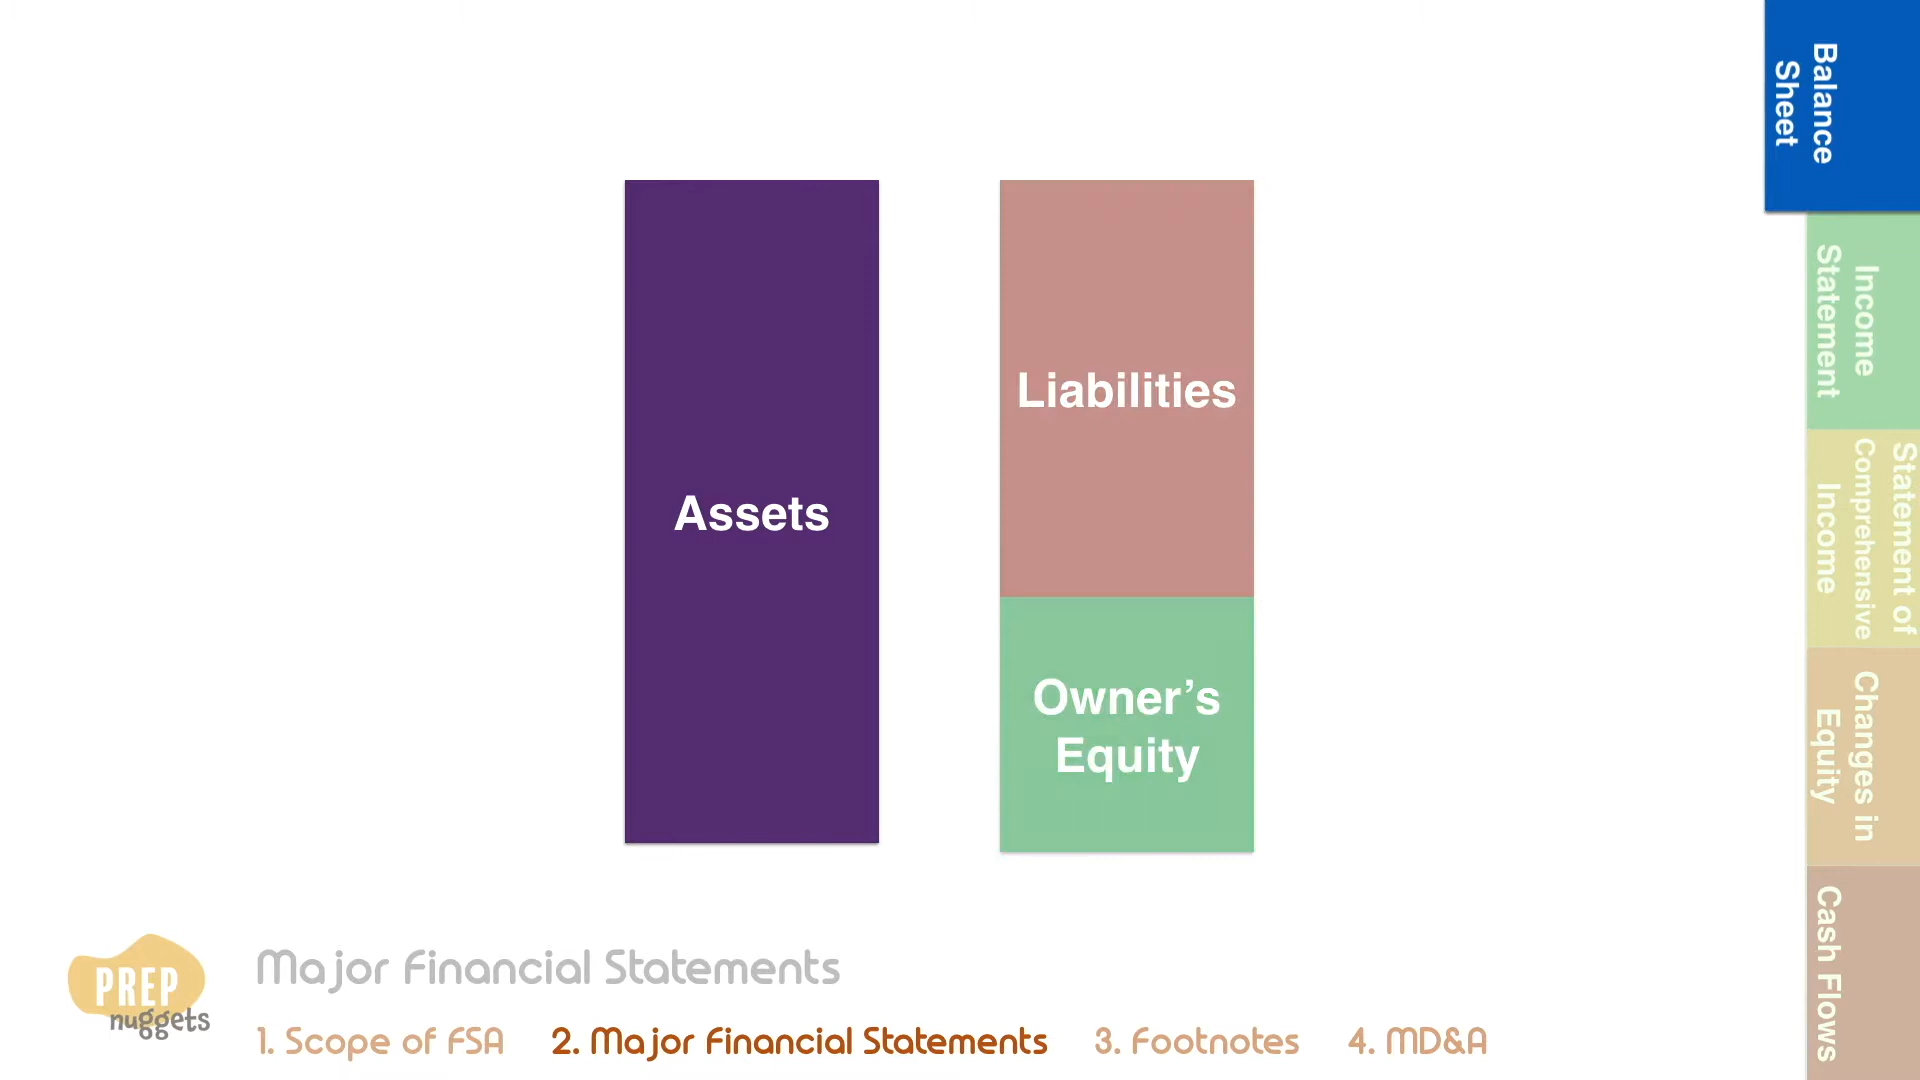 Balance
Sheet
Income
Statement
Statement of
Comprehensive
Income
Changes in
Equity
Cash Flows
Assets
Liabilities
Owner’s
Equity
PREP
nuggets
Major Financial Statements
1. Scope of FSA 2. Major Financial Statements 3. Footnotes 4. MD&A